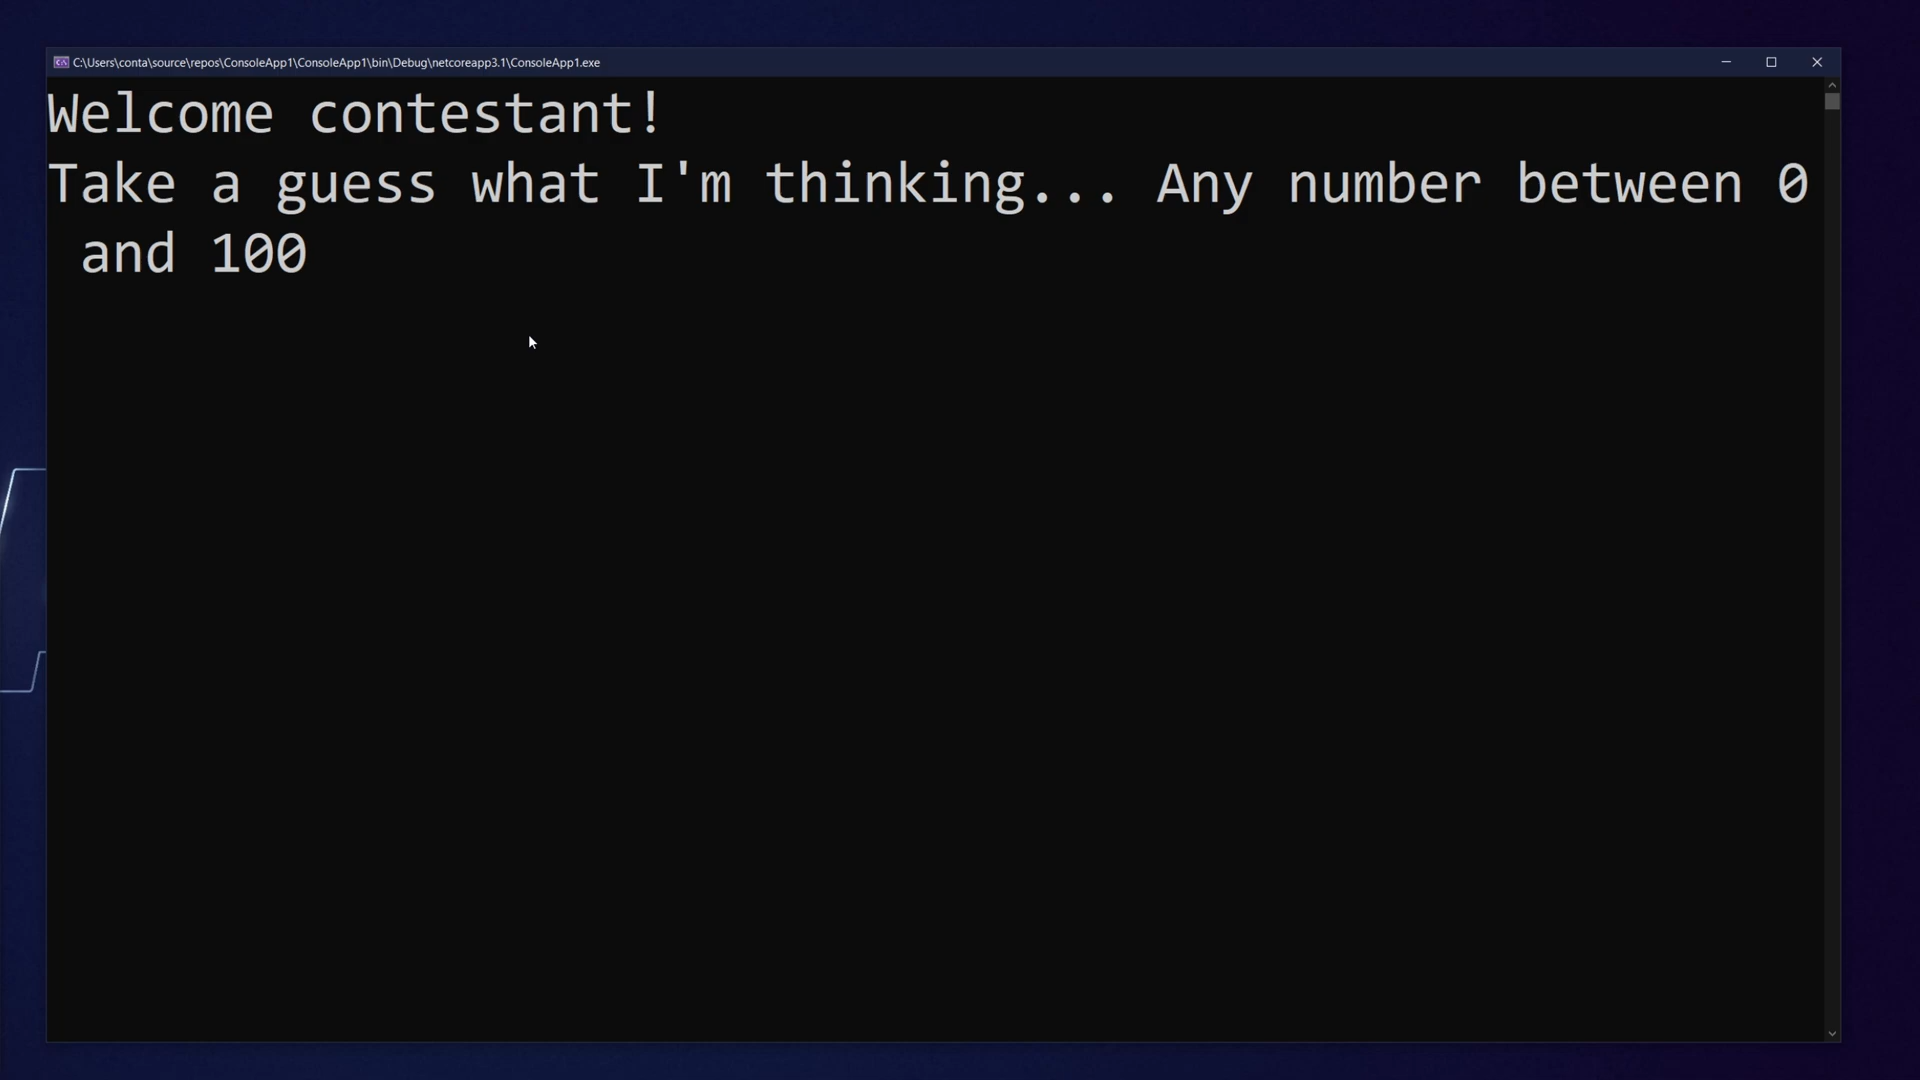 C:\Users\conta\source\repos\ConsoleApp1\ConsoleApp1\bin\Debug\netcoreapp3.1\ConsoleApp1.exe
Welcome contestant!
Take a guess what I'm thinking... Any number between 0
and 100